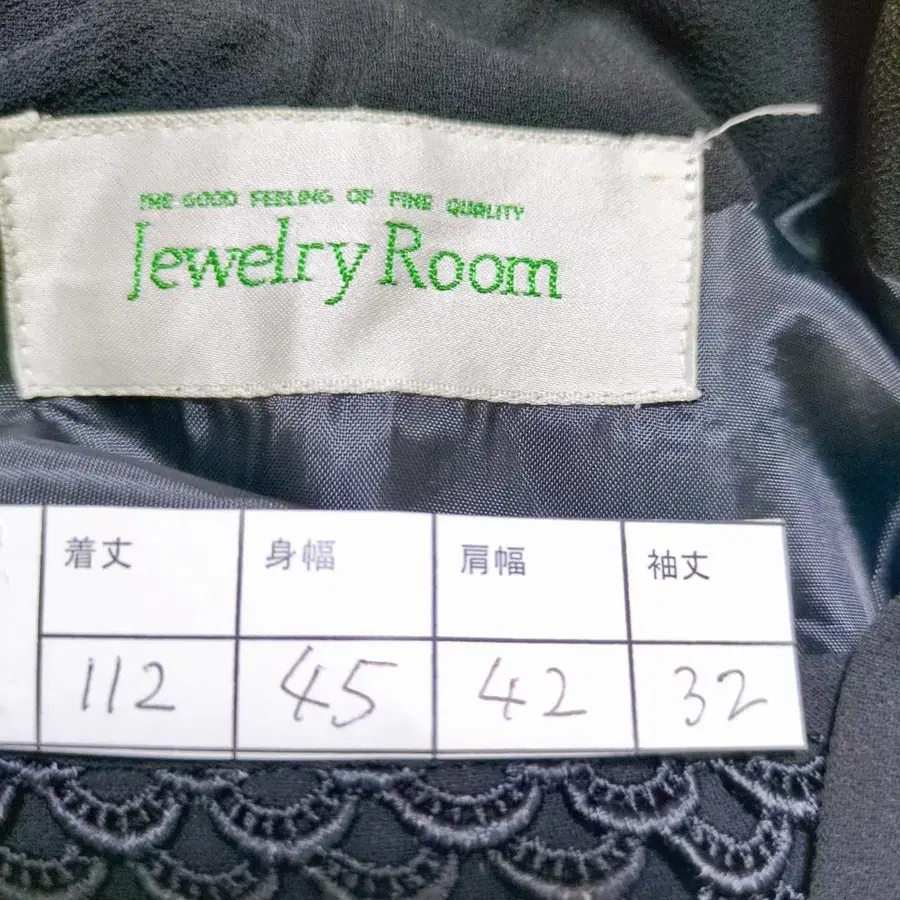 THE GOOD FEELING OF FINE QUALITY
Jewelry Room
着丈 身幅 肩幅 袖丈
112 45 42 32